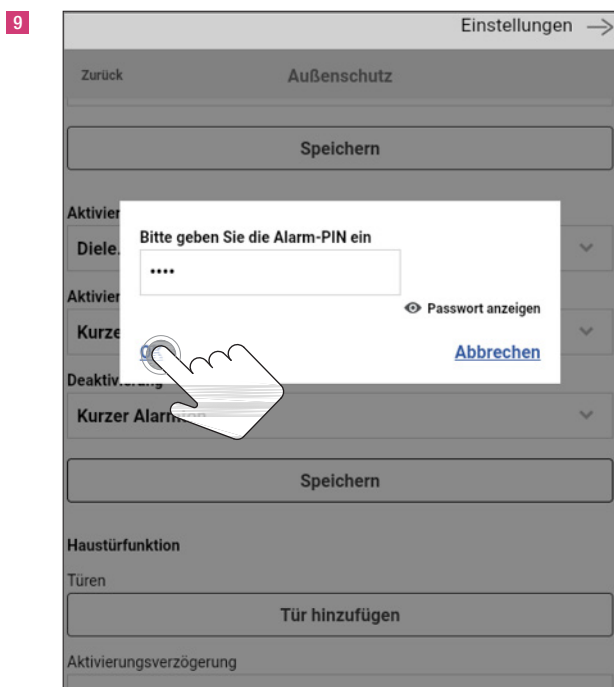 9
Einstellungen
Zurück
Außenschutz
Speichern
Bitte geben Sie die Alarm-PIN ein
••••
Passwort anzeigen
Abbrechen
Kurzer
Speichern
Haustürfunktion
Türen
Tür hinzufügen
Aktivierungsverzögerung